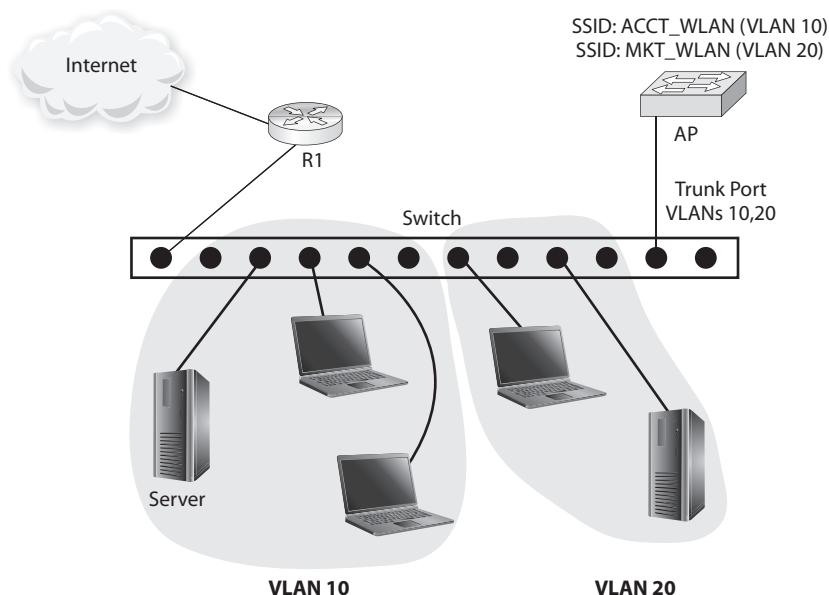 SSID: ACCT_WLAN (VLAN 10)
SSID: MKT_WLAN (VLAN 20)
Internet
AP
R1
Trunk Port
VLANs 10,20
Switch
Server
VLAN 10
VLAN 20